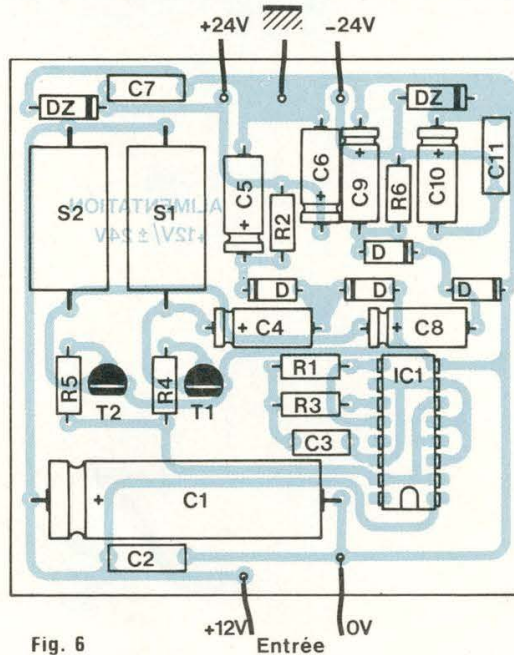 +24V -24V
C7
DZ DZ
S2 S1 C5 C6 C9 R6 C10 C11
R2
ALIMENTATION
+12V/±24V
D
D D D
C4 C8
R5 T2 R4 T1 R1 IC1
R3
C3
C1
C2
+12V 0V
Fig. 6 Entrée